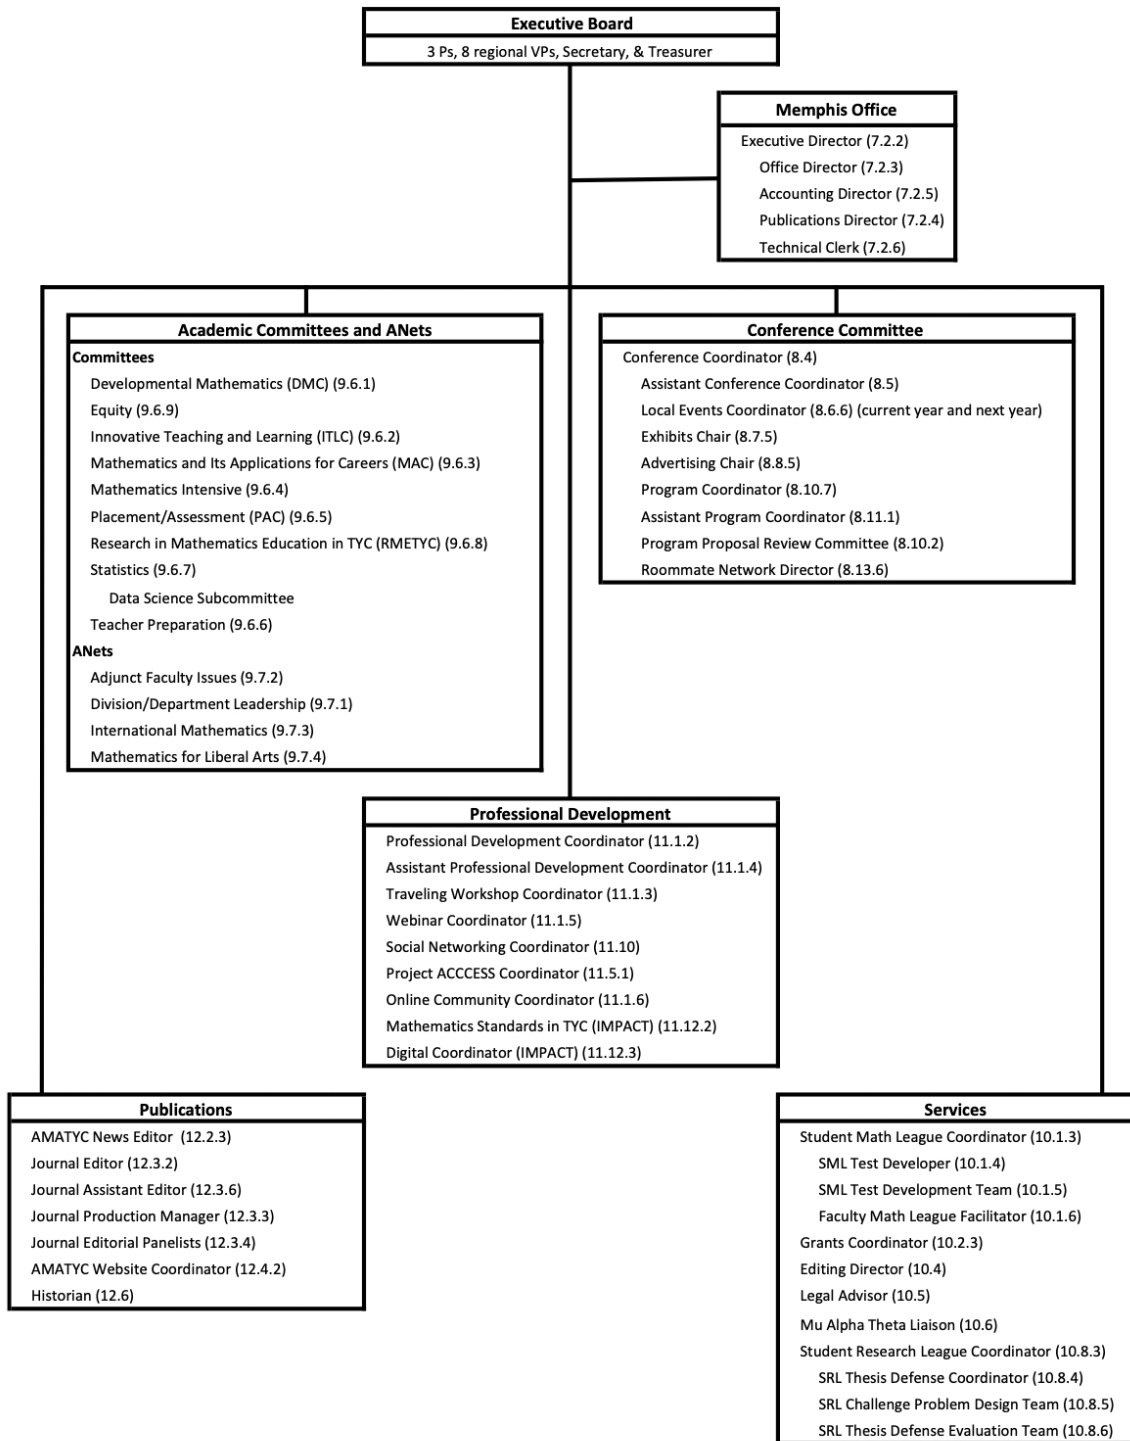 Executive Board
3 Ps, 8 regional VPs, Secretary, & Treasurer
Memphis Office
Executive Director (7.2.2)
Office Director (7.2.3)
Accounting Director (7.2.5)
Publications Director (7.2.4)
Technical Clerk (7.2.6)
Academic Committees and ANets
Committees
Developmental Mathematics (DMC) (9.6.1)
Equity (9.6.9)
Innovative Teaching and Learning (ITLC) (9.6.2)
Mathematics and Its Applications for Careers (MAC) (9.6.3)
Mathematics Intensive (9.6.4)
Placement/Assessment (PAC) (9.6.5)
Research in Mathematics Education in TYC (RMETYC) (9.6.8)
Statistics (9.6.7)
Data Science Subcommittee
Teacher Preparation (9.6.6)
ANets
Adjunct Faculty Issues (9.7.2)
Division/Department Leadership (9.7.1)
International Mathematics (9.7.3)
Mathematics for Liberal Arts (9.7.4)
Conference Committee
Conference Coordinator (8.4)
Assistant Conference Coordinator (8.5)
Local Events Coordinator (8.6.6) (current year and next year)
Exhibits Chair (8.7.5)
Advertising Chair (8.8.5)
Program Coordinator (8.10.7)
Assistant Program Coordinator (8.11.1)
Program Proposal Review Committee (8.10.2)
Roommate Network Director (8.13.6)
Professional Development
Professional Development Coordinator (11.1.2)
Assistant Professional Development Coordinator (11.1.4)
Traveling Workshop Coordinator (11.1.3)
Webinar Coordinator (11.1.5)
Social Networking Coordinator (11.10)
Project ACCCESS Coordinator (11.5.1)
Online Community Coordinator (11.1.6)
Mathematics Standards in TYC (IMPACT) (11.12.2)
Digital Coordinator (IMPACT) (11.12.3)
Publications
AMATYC News Editor (12.2.3)
Journal Editor (12.3.2)
Journal Assistant Editor (12.3.6)
Journal Production Manager (12.3.3)
Journal Editorial Panelists (12.3.4)
AMATYC Website Coordinator (12.4.2)
Historian (12.6)
Services
Student Math League Coordinator (10.1.3)
SML Test Developer (10.1.4)
SML Test Development Team (10.1.5)
Faculty Math League Facilitator (10.1.6)
Grants Coordinator (10.2.3)
Editing Director (10.4)
Legal Advisor (10.5)
Mu Alpha Theta Liaison (10.6)
Student Research League Coordinator (10.8.3)
SRL Thesis Defense Coordinator (10.8.4)
SRL Challenge Problem Design Team (10.8.5)
SRL Thesis Defense Evaluation Team (10.8.6)